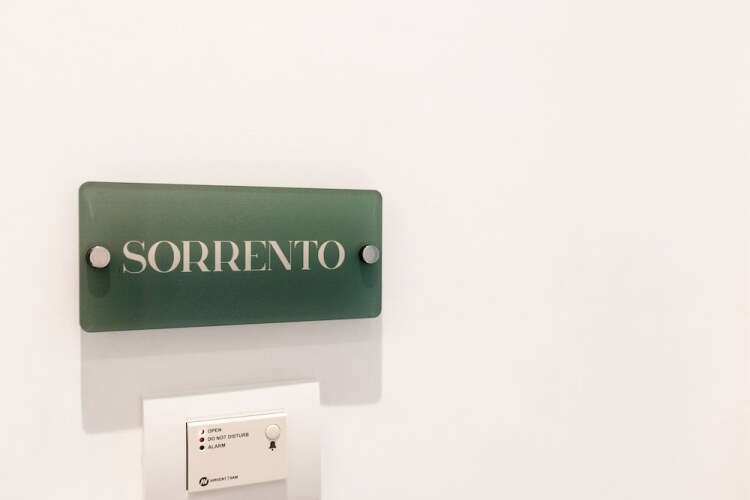 SORRENTO
OPEN
DO NOT DISTURB
ALARM